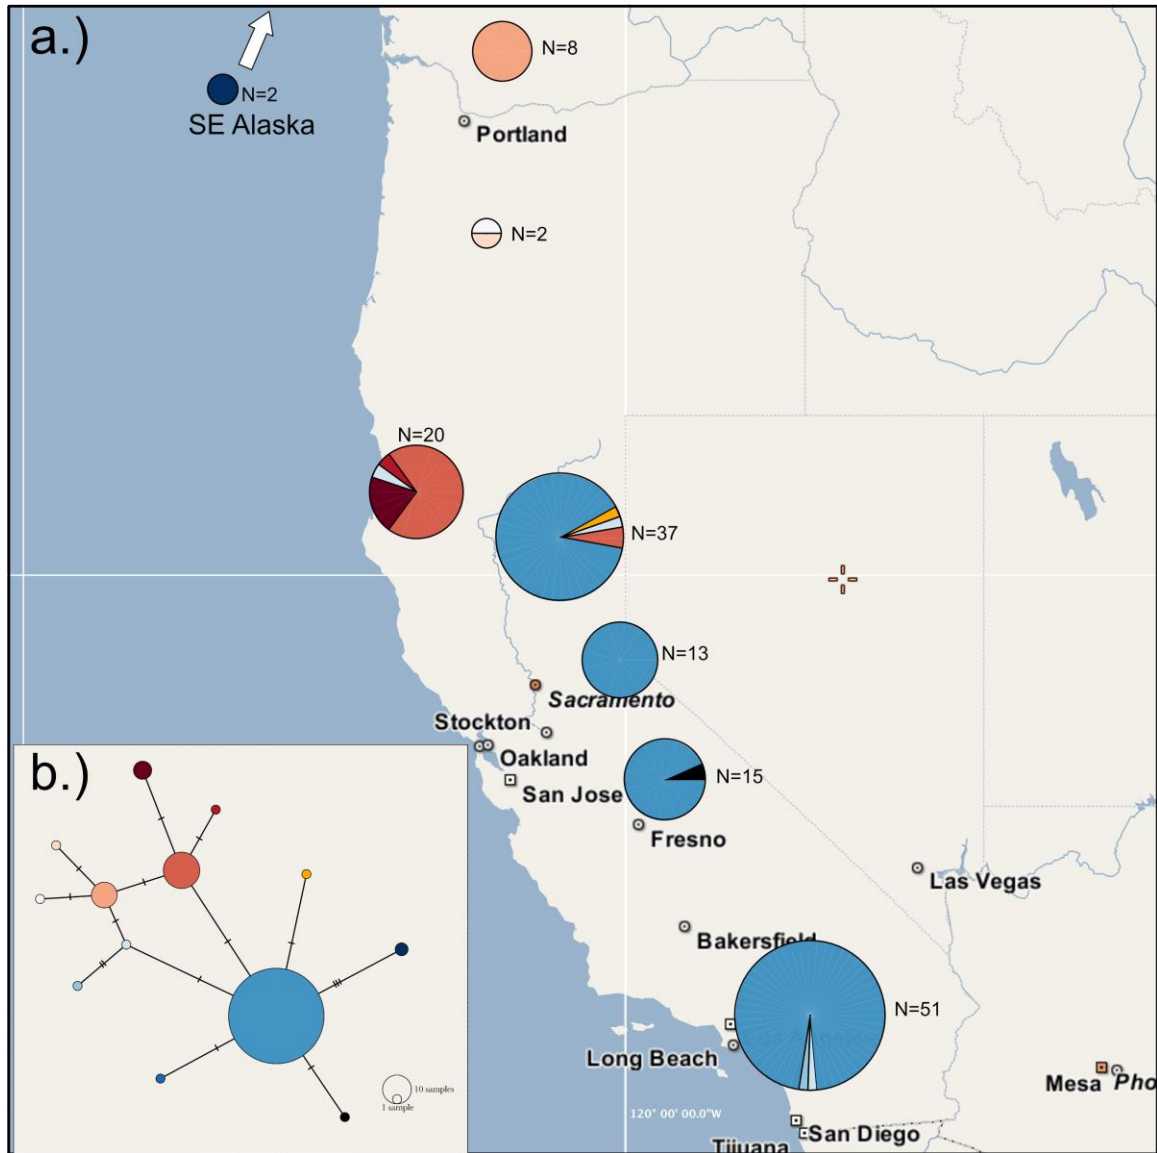 a.)
N=8
N=2
SE Alaska
Portland
N=2
N=20
N=37
N=13
Sacramento
Stockton
Oakland
N=15
San Jose
Fresno
b.)
Las Vegas
Bakersfield
N=51
Long Beach
10 samples
1 sample
Mesa Pho
120° 00' 00.0"W
San Diego
Tijuana